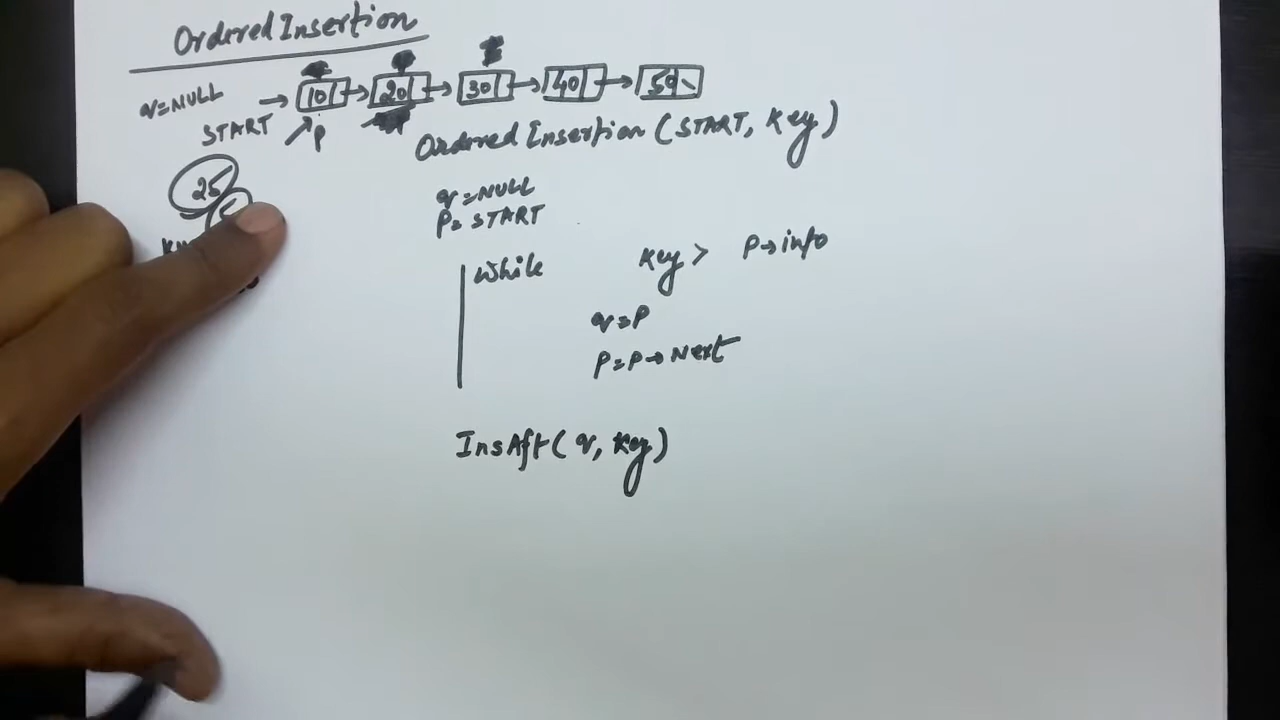 Ordered Insertion
q=NULL
START → 10 → 20 → 30 → 40 → 50
P
Ordered Insertion (START, Key)
25
q=NULL
P=START
While Key > P→info
q=P
P=P→Next
InsAft(q, Key)